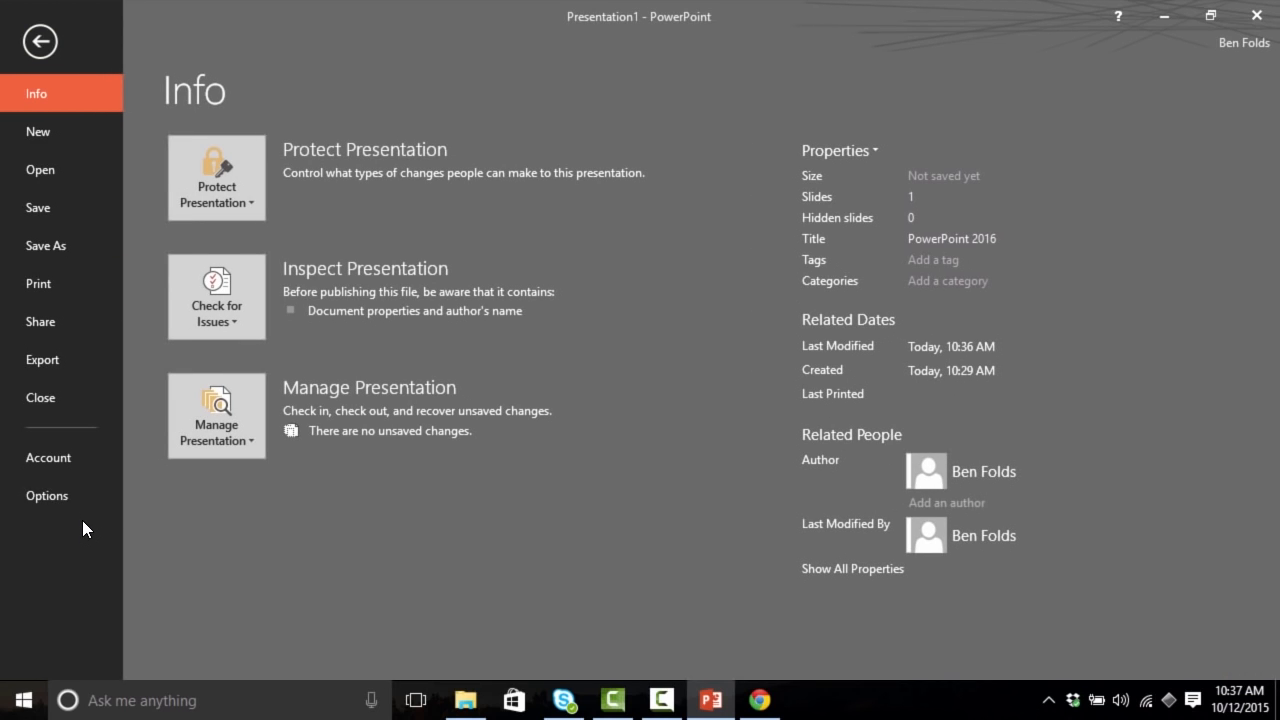 Presentation1 - PowerPoint
?
Ben Folds
Info
New
Open
Save
Save As
Print
Share
Export
Close
Account
Options
Info
Protect
Presentation
Protect Presentation
Control what types of changes people can make to this presentation.
Check for
Issues
Inspect Presentation
Before publishing this file, be aware that it contains:
Document properties and author's name
Manage
Presentation
Manage Presentation
Check in, check out, and recover unsaved changes.
There are no unsaved changes.
Properties
Size Not saved yet
Slides 1
Hidden slides 0
Title PowerPoint 2016
Tags Add a tag
Categories Add a category
Related Dates
Last Modified Today, 10:36 AM
Created Today, 10:29 AM
Last Printed
Related People
Author Ben Folds
Add an author
Last Modified By Ben Folds
Show All Properties
Ask me anything
10:37 AM
10/12/2015